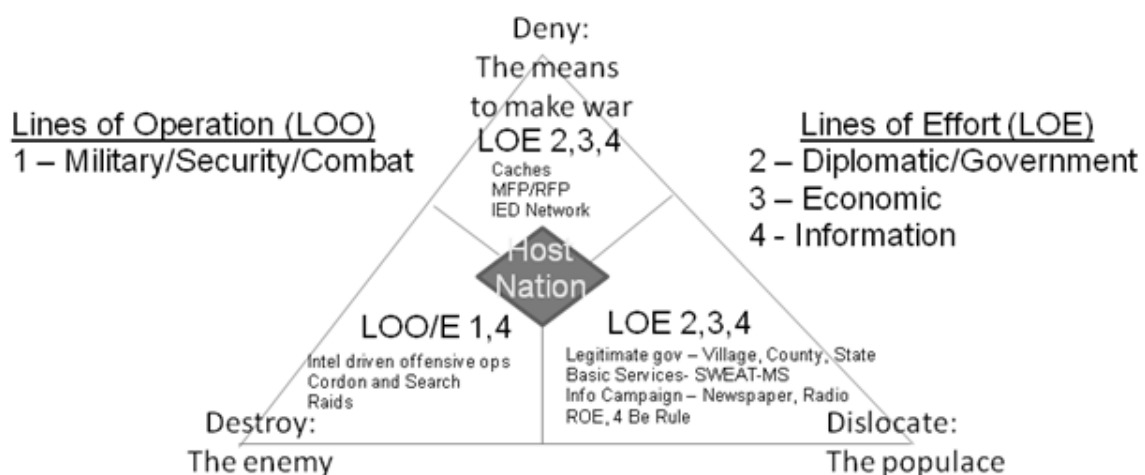 Deny:
The means
to make war
Lines of Operation (LOO)
1 – Military/Security/Combat
Lines of Effort (LOE)
2 – Diplomatic/Government
3 – Economic
4 - Information
LOE 2,3,4
Caches
MFP/RFP
IED Network
Host
Nation
LOO/E 1,4
Intel driven offensive ops
Cordon and Search
Raids
LOE 2,3,4
Legitimate gov – Village, County, State
Basic Services- SWEAT-MS
Info Campaign – Newspaper, Radio
ROE, 4 Be Rule
Destroy:
The enemy
Dislocate:
The populace